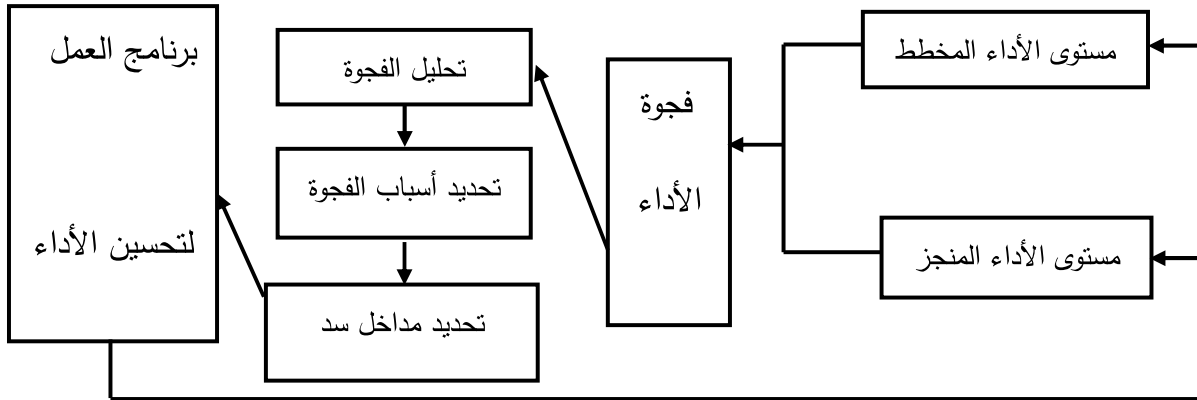 مستوى الأداء المخطط
مستوى الأداء المنجز
فجوة
الأداء
تحليل الفجوة
تحديد أسباب الفجوة
تحديد مداخل سد
برنامج العمل
لتحسين الأداء